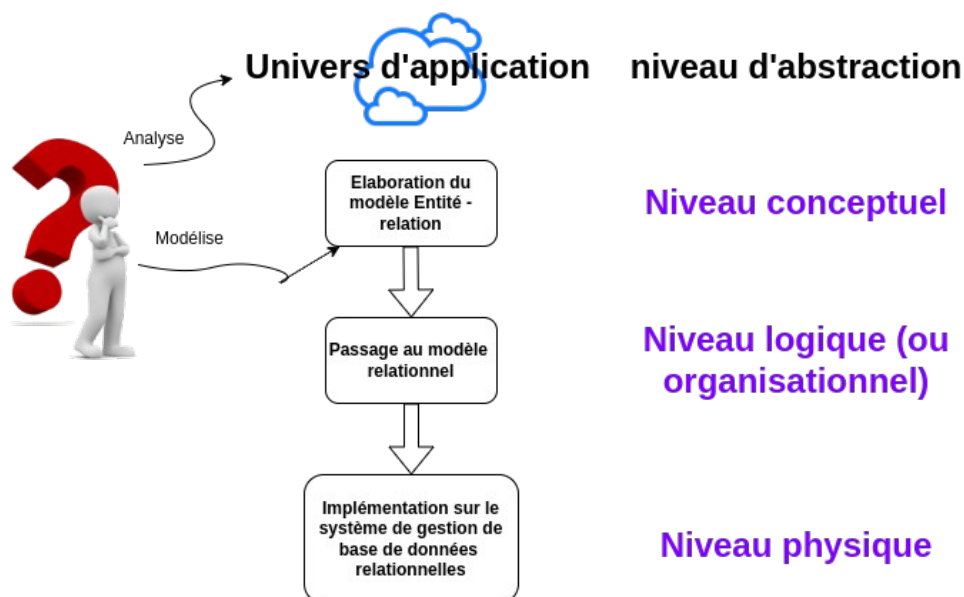 Univers d'application
niveau d'abstraction
Analyse
Elaboration du
modèle Entité -
relation
Niveau conceptuel
Modélise
Passage au modèle
relationnel
Niveau logique (ou
organisationnel)
Implémentation sur le
système de gestion de
base de données
relationnelles
Niveau physique